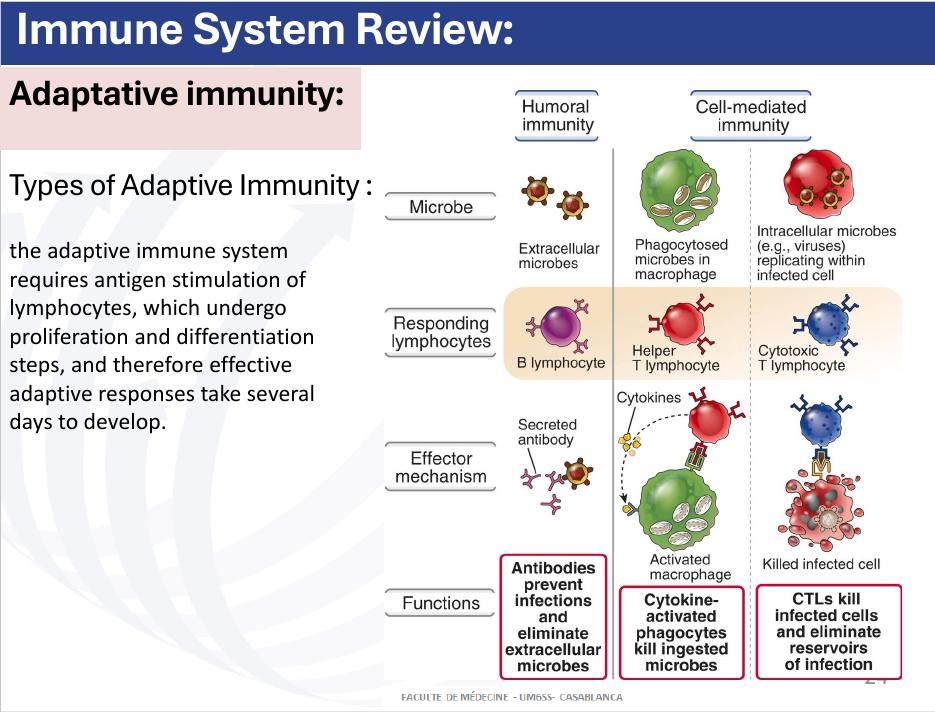 Immune System Review:
Adaptative immunity:
Types of Adaptive Immunity :
the adaptive immune system
requires antigen stimulation of
lymphocytes, which undergo
proliferation and differentiation
steps, and therefore effective
adaptive responses take several
days to develop.
Humoral
immunity
Cell-mediated
immunity
Microbe
Extracellular
microbes
Phagocytosed
microbes in
macrophage
Intracellular microbes
(e.g., viruses)
replicating within
infected cell
Responding
lymphocytes
B lymphocyte
Helper
T lymphocyte
Cytotoxic
T lymphocyte
Effector
mechanism
Secreted
antibody
Cytokines
Activated
macrophage
Killed infected cell
Functions
Antibodies
prevent
infections
and
eliminate
extracellular
microbes
Cytokine-
activated
phagocytes
kill ingested
microbes
CTLs kill
infected cells
and eliminate
reservoirs
of infection
FACULTE DE MÉDECINE - UM6SS- CASABLANCA